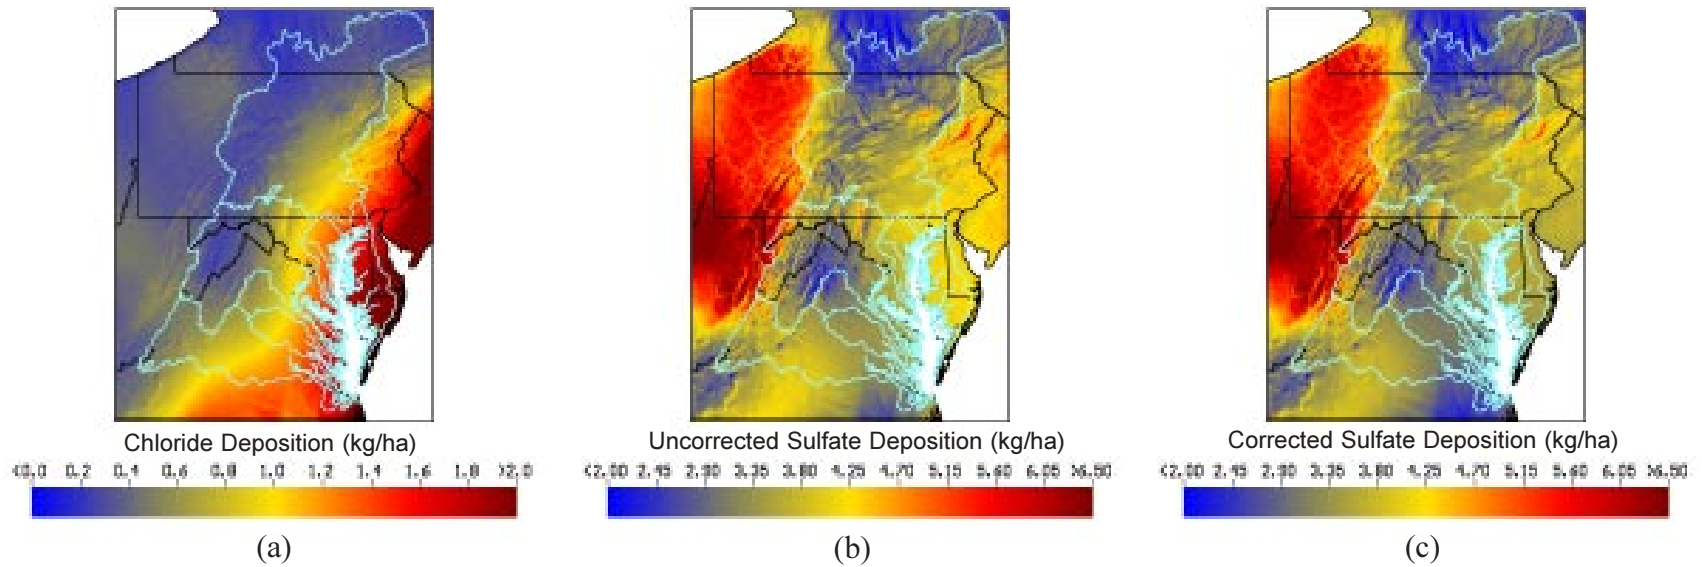 Chloride Deposition (kg/ha)
<0.0 0.2 0.4 0.6 0.8 1.0 1.2 1.4 1.6 1.8 >2.0
(a)
Uncorrected Sulfate Deposition (kg/ha)
<2.00 2.45 2.90 3.35 3.80 4.25 4.70 5.15 5.60 6.05 >6.50
(b)
Corrected Sulfate Deposition (kg/ha)
<2.00 2.45 2.90 3.35 3.80 4.25 4.70 5.15 5.60 6.05 >6.50
(c)